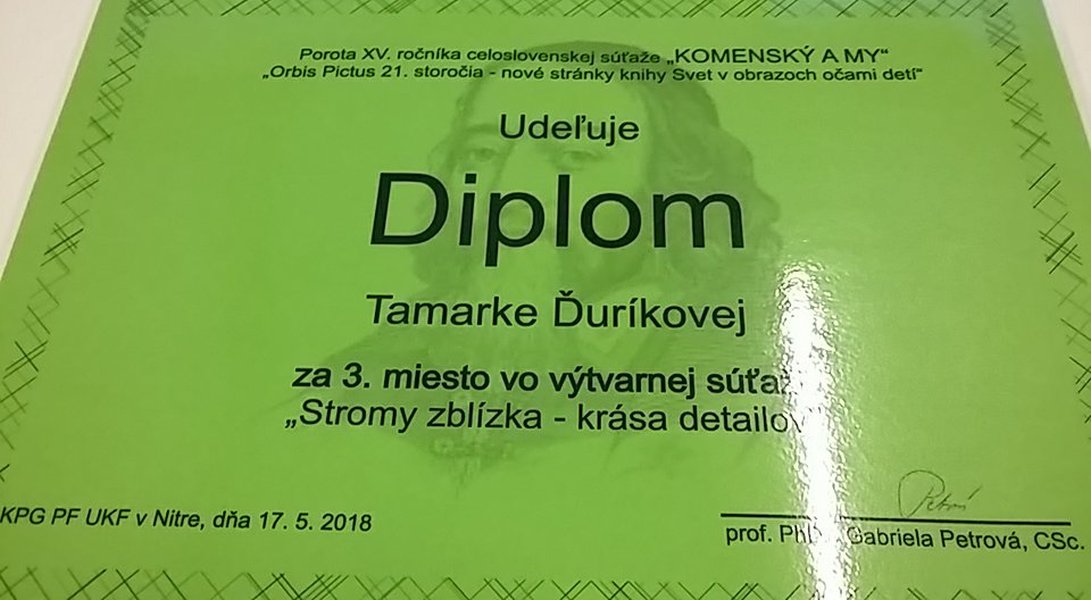 Porota XV. ročníka celoslovenskej súťaže „KOMENSKÝ A MY“
„Orbis Pictus 21. storočia - nové stránky knihy Svet v obrazoch očami detí“
Udeľuje
Diplom
Tamarke Ďuríkovej
za 3. miesto vo výtvarnej
„Stromy zblízka - krása detailov“
KPG PF UKF v Nitre, dňa 17. 5. 2018
prof. Gabriela Petrová, CSc.